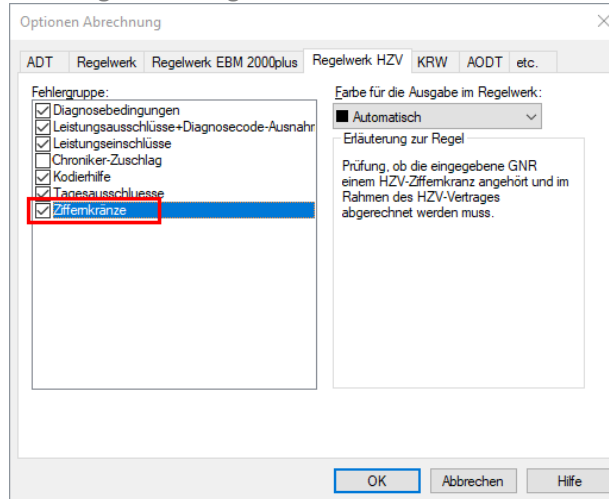 Optionen Abrechnung
ADT Regelwerk Regelwerk EBM 2000plus Regelwerk HZV KRW AODT etc.
Fehlergruppe:
Diagnosebedingungen
Leistungsausschlüsse+Diagnosecode-Ausnahr
Leistungseinschlüsse
Chroniker-Zuschlag
Kodierhilfe
Tagesausschluesse
Ziffernkränze
Farbe für die Ausgabe im Regelwerk:
Automatisch
Erläuterung zur Regel
Prüfung, ob die eingegebene GNR
einem HZV-Ziffernkranz angehört und im
Rahmen des HZV-Vertrages
abgerechnet werden muss.
OK Abbrechen Hilfe